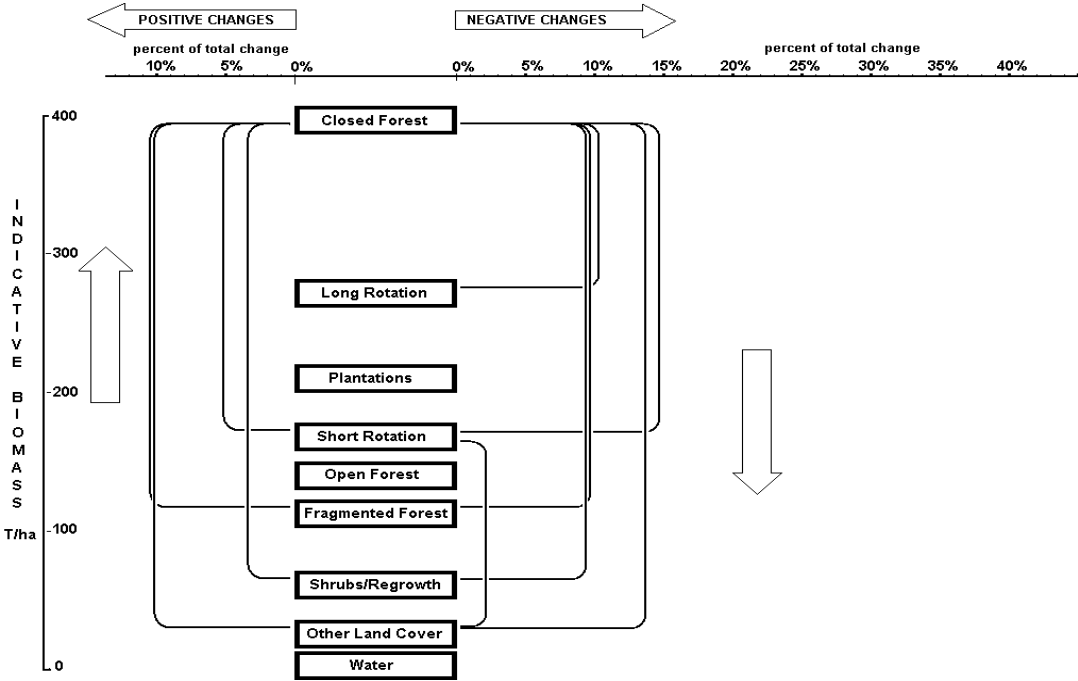 POSITIVE CHANGES NEGATIVE CHANGES
percent of total change percent of total change
10% 5% 0% 0% 5% 10% 15% 20% 25% 30% 35% 40%
400
Closed Forest
300
Long Rotation
Plantations
200
Short Rotation
Open Forest
Fragmented Forest
100
Shrubs/Regrowth
Other Land Cover
Water
0
INDICATIVE BIOMASS
T/ha